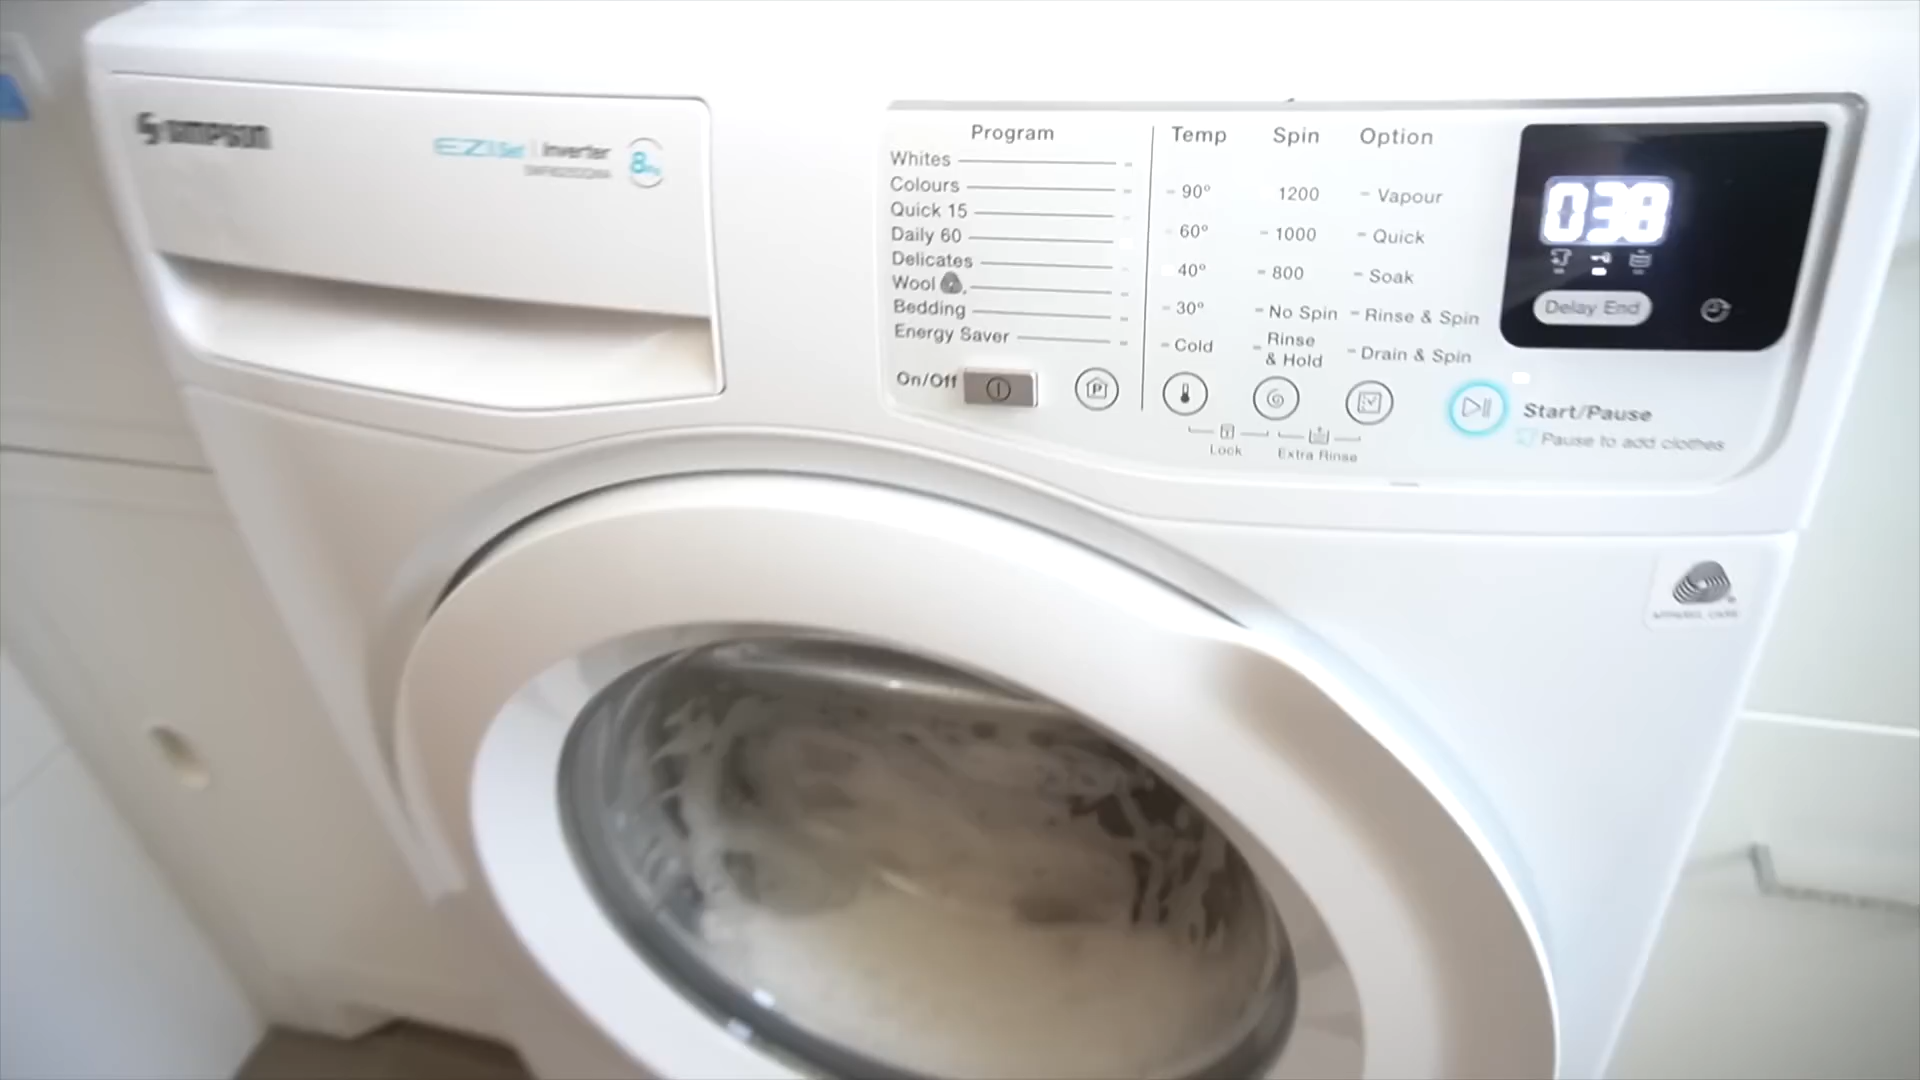 Simpson
EZI Set | Inverter
8kg
Program
Whites
Colours
Quick 15
Daily 60
Delicates
Wool
Bedding
Energy Saver
On/Off
Temp
90°
60°
40°
30°
Cold
Spin
1200
1000
800
No Spin
Rinse
& Hold
Option
Vapour
Quick
Soak
Rinse & Spin
Drain & Spin
Lock
Extra Rinse
038
Delay End
Start/Pause
Pause to add clothes